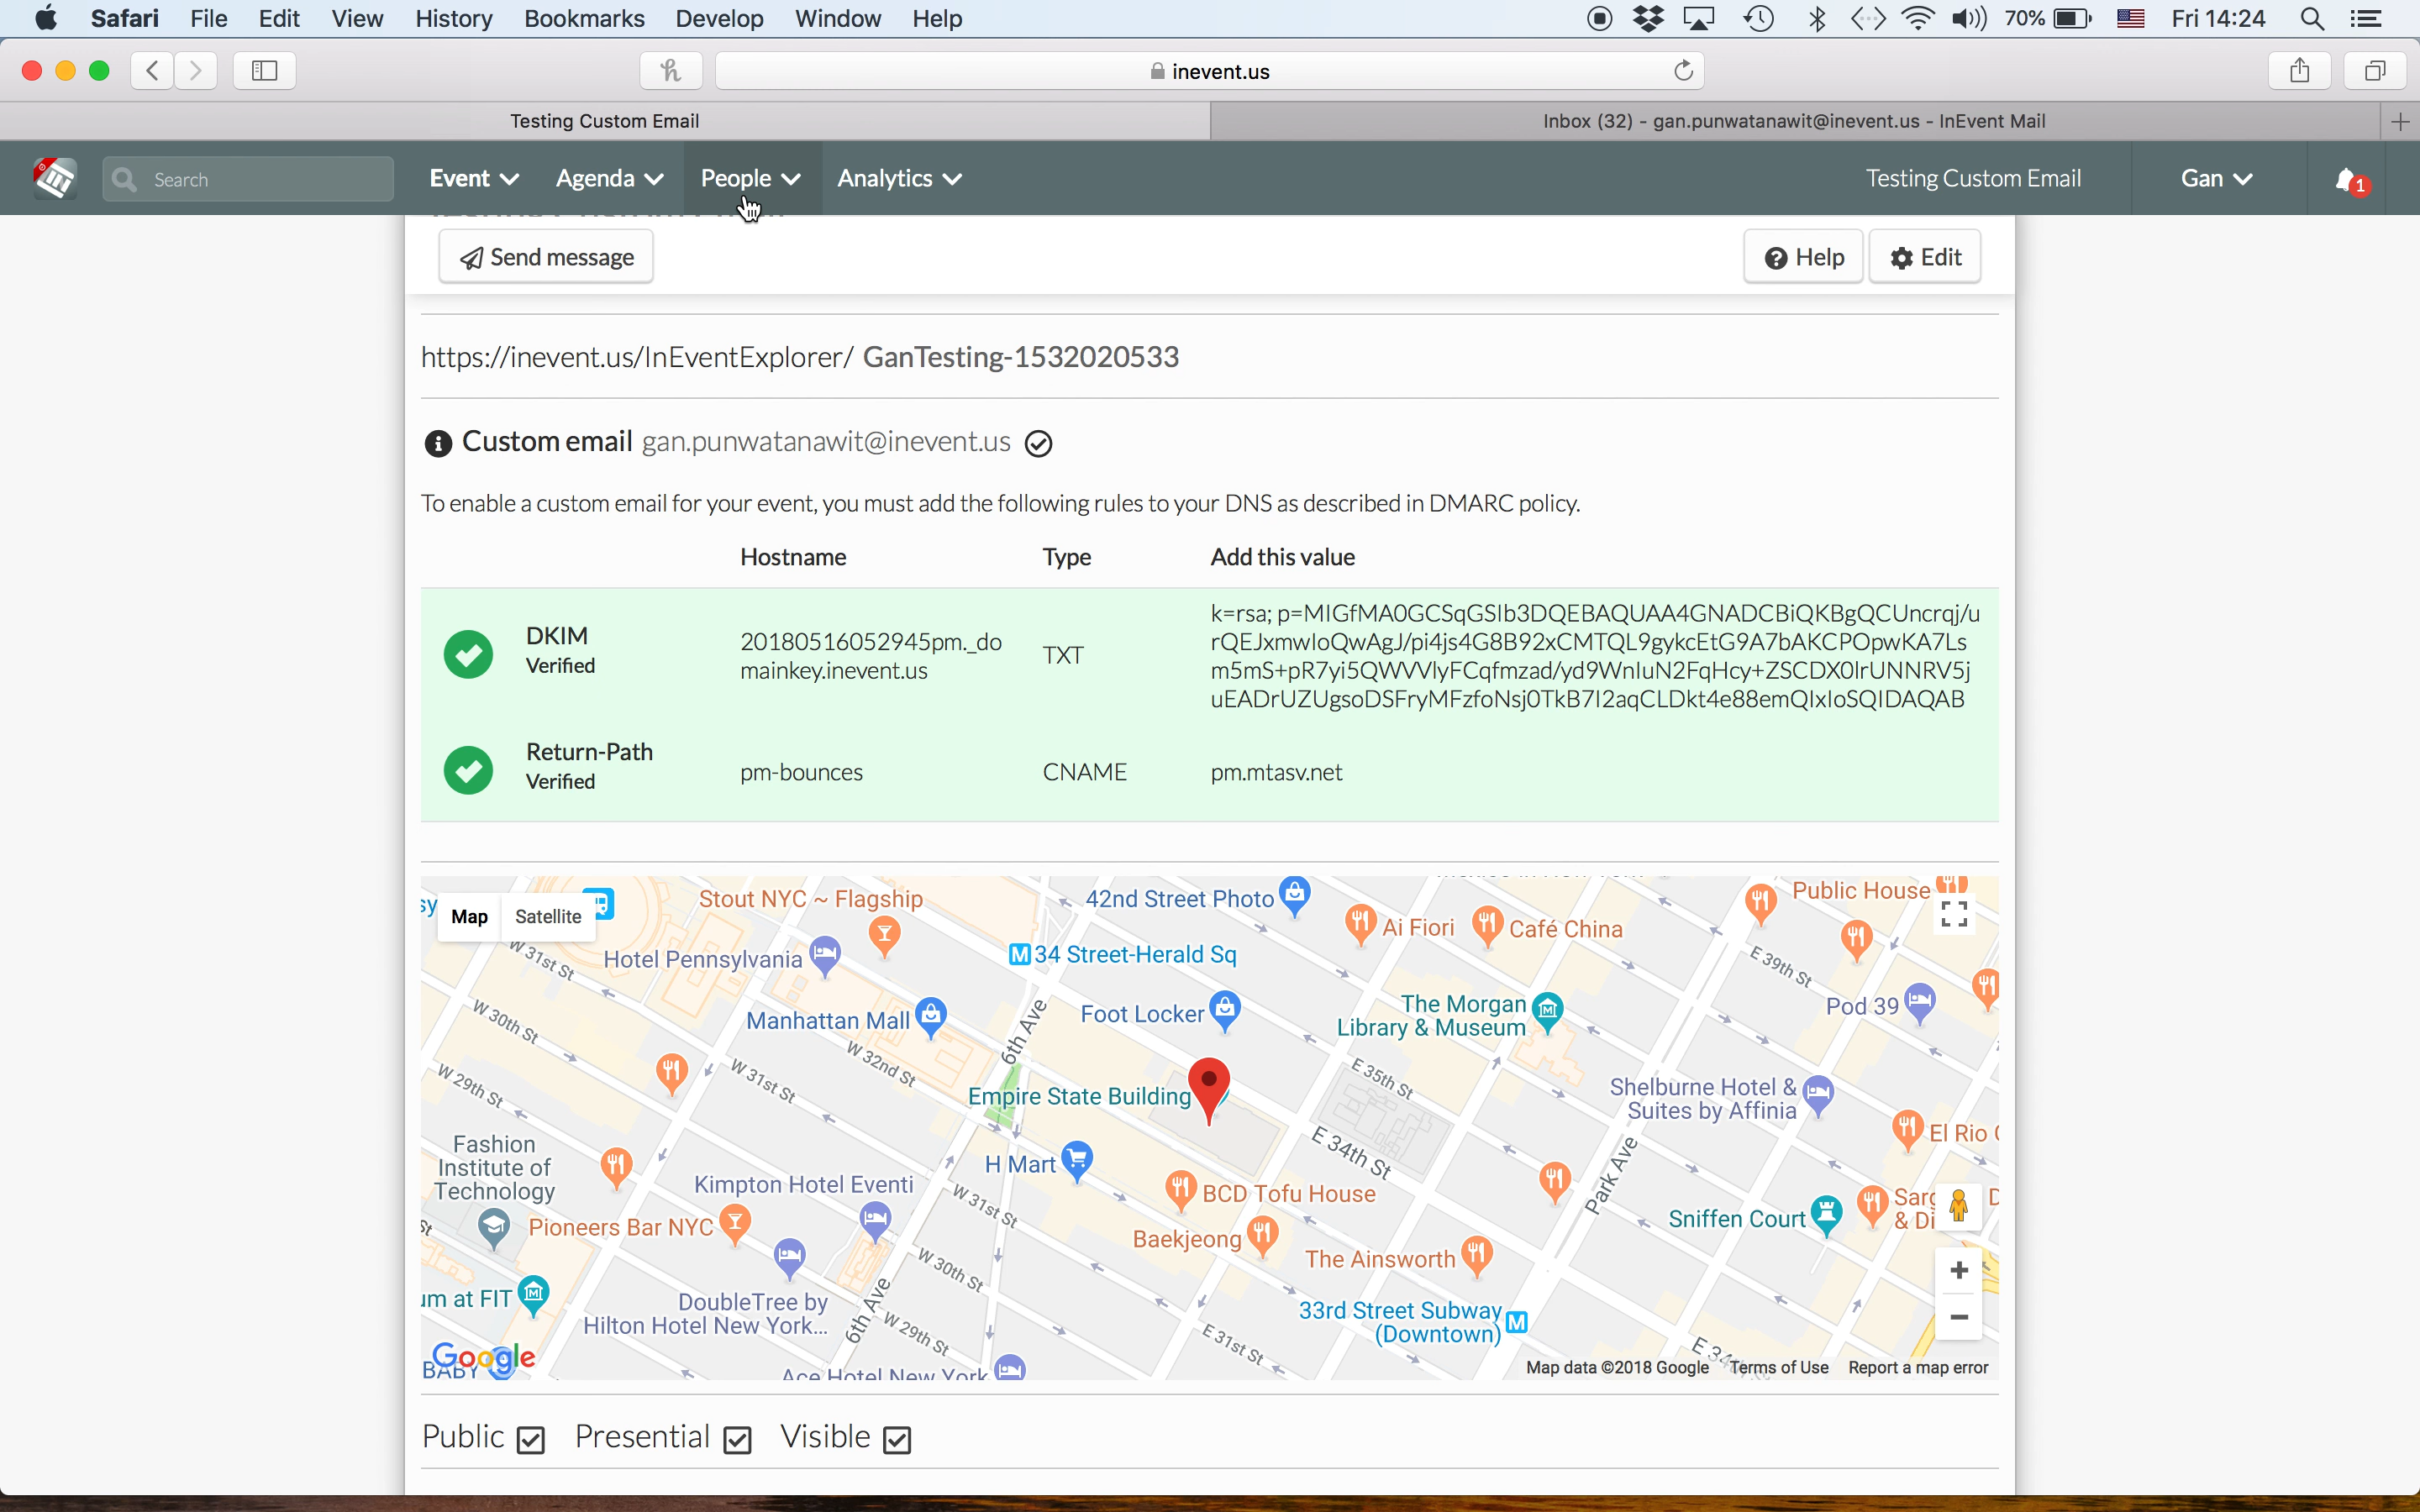 Safari File Edit View History Bookmarks Develop Window Help 70% Fri 14:24
inevent.us
Testing Custom Email
Inbox (32) - gan.punwatanawit@inevent.us - InEvent Mail
Search Event Agenda People Analytics Testing Custom Email Gan 1
Send message Help Edit
https://inevent.us/InEventExplorer/ GanTesting-1532020533
Custom email gan.punwatanawit@inevent.us
To enable a custom email for your event, you must add the following rules to your DNS as described in DMARC policy.
Hostname Type Add this value
DKIM
Verified
20180516052945pm._do
mainkey.inevent.us
TXT
k=rsa; p=MIGfMA0GCSqGSIb3DQEBAQUAA4GNADCBiQKBgQCUncrqj/u
rQEJxmwIoQwAgJ/pi4js4G8B92xCMTQL9gykcEtG9A7bAKCPOpwKA7Ls
m5mS+pR7yi5QWVVlyFCqfmzad/yd9WnIuN2FqHcy+ZSCDX0IrUNNRV5j
uEADrUZUgsoDSFryMFzfoNsj0TkB7I2aqCLDkt4e88emQIxIoSQIDAQAB
Return-Path
Verified
pm-bounces
CNAME
pm.mtasv.net
Map Satellite
Stout NYC ~ Flagship
42nd Street Photo
Public House
Ai Fiori
Café China
W 31st St
Hotel Pennsylvania
34 Street-Herald Sq
E 39th St
W 30th St
Manhattan Mall
6th Ave
Foot Locker
The Morgan
Library & Museum
Pod 39
W 29th St
W 31st St
W 32nd St
Empire State Building
E 35th St
Shelburne Hotel &
Suites by Affinia
Fashion
Institute of
Technology
H Mart
E 34th St
El Rio
Kimpton Hotel Eventi
W 31st St
BCD Tofu House
Park Ave
Pioneers Bar NYC
Baekjeong
Sniffen Court
The Ainsworth
W 30th St
um at FIT
DoubleTree by
Hilton Hotel New York...
6th Ave
W 29th St
33rd Street Subway
(Downtown)
E 31st St
Google
BABY
Ace Hotel New York
Map data ©2018 Google Terms of Use Report a map error
Public Presential Visible